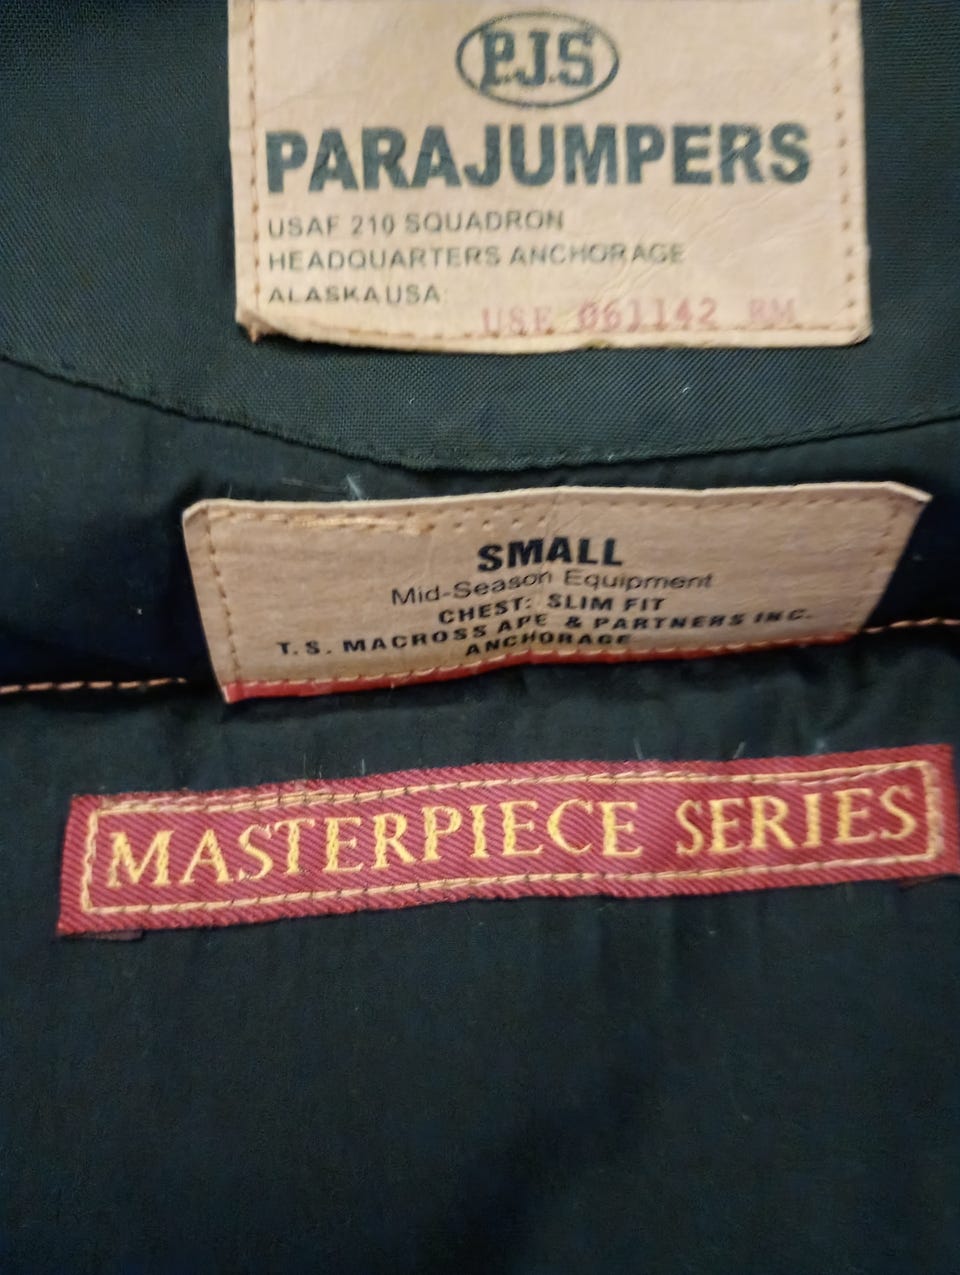 P.J.S
PARAJUMPERS
USAF 210 SQUADRON
HEADQUARTERS ANCHORAGE
ALASKA USA
USE 061142 RM
SMALL
Mid-Season Equipment
CHEST: SLIM FIT
T.S. MACROSS APE & PARTNERS INC.
ANCHORAGE
MASTERPIECE SERIES